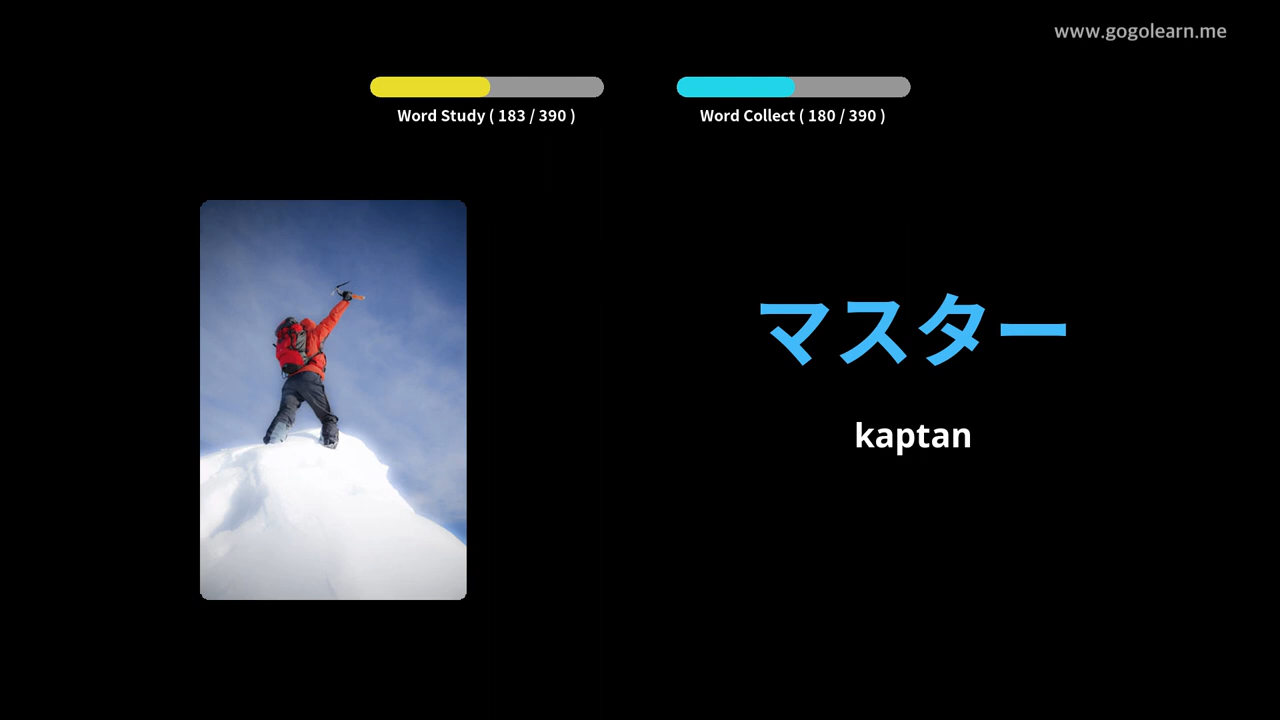 www.gogolearn.me
Word Study ( 183 / 390 )
Word Collect ( 180 / 390 )
マスター
kaptan